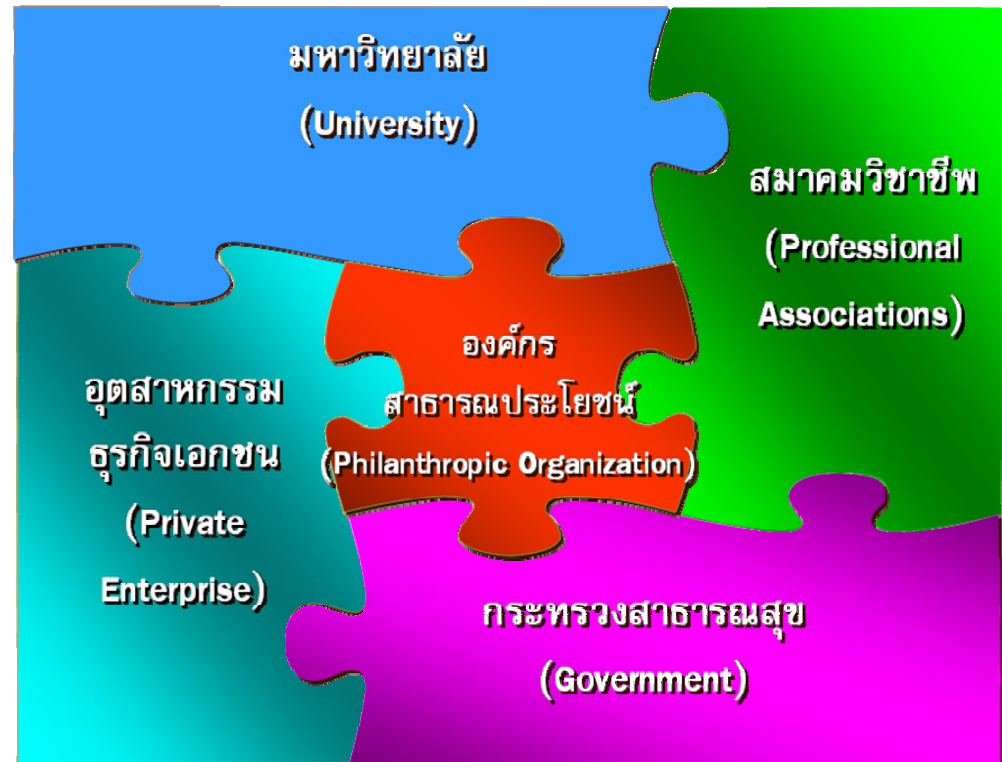 มหาวิทยาลัย
(University)
สมาคมวิชาชีพ
(Professional
Associations)
องค์กร
สาธารณประโยชน์
(Philanthropic Organization)
อุตสาหกรรม
ธุรกิจเอกชน
(Private
Enterprise)
กระทรวงสาธารณสุข
(Government)